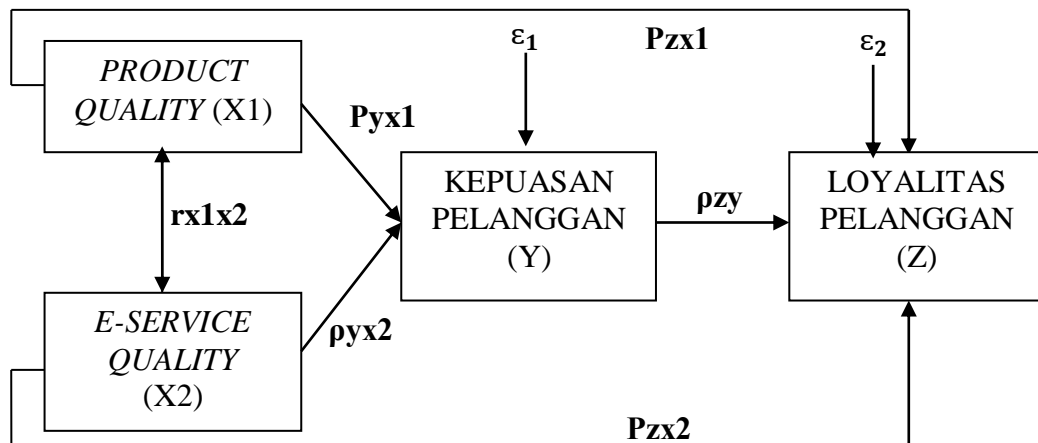 Pzx1
ε1
ε2
PRODUCT
QUALITY (X1)
Pyx1
KEPUASAN
PELANGGAN
(Y)
LOYALITAS
PELANGGAN
(Z)
rx1x2
ρzy
E-SERVICE
QUALITY
(X2)
ρyx2
Pzx2